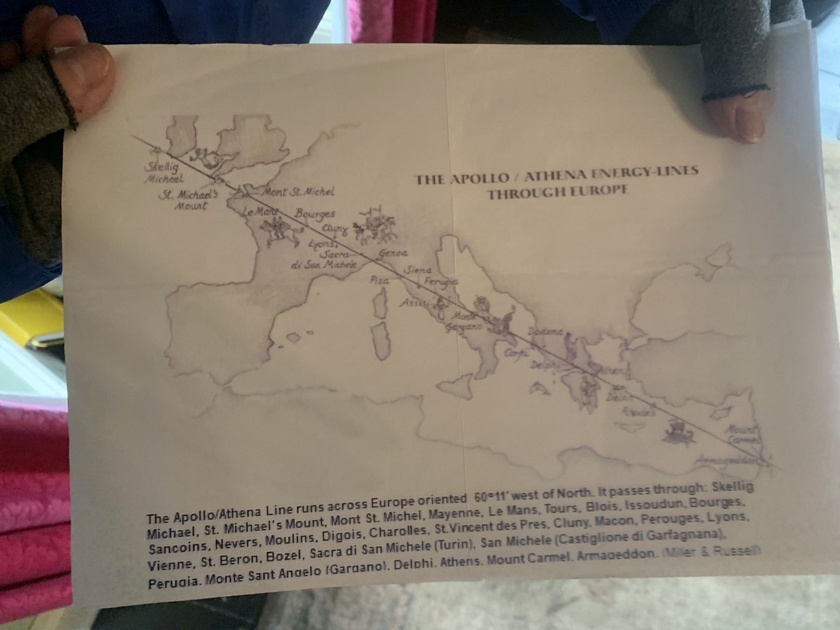 THE APOLLO / ATHENA ENERGY-LINES
THROUGH EUROPE
Skellig
Michael
St. Michael's
Mount
Mont St. Michel
Le Mans
Bourges
Cluny
Lyons
Sacra
di San Michele
Genoa
Pisa
Siena
Perugia
Assisi
Monte
Gargano
Dodona
Corfu
Delphi
Athens
Delos
Rhodes
Mount
Carmel
Armageddon
The Apollo/Athena Line runs across Europe oriented 60°11' west of North. It passes through: Skellig
Michael, St. Michael's Mount, Mont St. Michel, Mayenne, Le Mans, Tours, Blois, Issoudun, Bourges,
Sancoins, Nevers, Moulins, Digois, Charolles, St.Vincent des Pres, Cluny, Macon, Perouges, Lyons,
Vienne, St. Beron, Bozel, Sacra di San Michele (Turin), San Michele (Castiglione di Garfagnana),
Perugia, Monte Sant Angelo (Gargano), Delphi, Athens, Mount Carmel, Armageddon. (Miller & Russell)